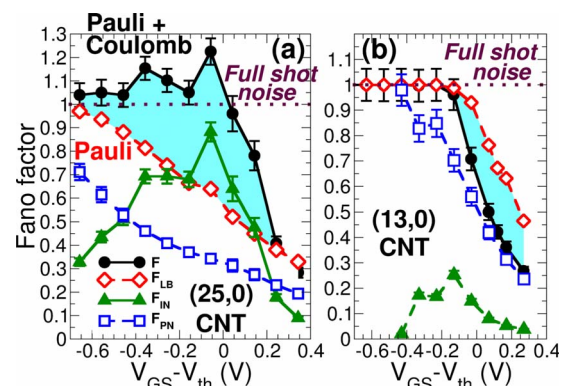 Pauli +
Coulomb
(a)
Full shot
noise
Pauli
(25,0)
CNT
F
F_LB
F_IN
F_PN
Fano factor
1.3
1.2
1.1
1
0.9
0.8
0.7
0.6
0.5
0.4
0.3
0.2
0.1
0
-0.6 -0.4 -0.2 0 0.2 0.4
V_GS-V_th (V)
(b)
Full shot
noise
(13,0)
CNT
1
0.9
0.8
0.7
0.6
0.5
0.4
0.3
0.2
0.1
0
-0.6 -0.4 -0.2 0 0.2 0.4
V_GS-V_th (V)